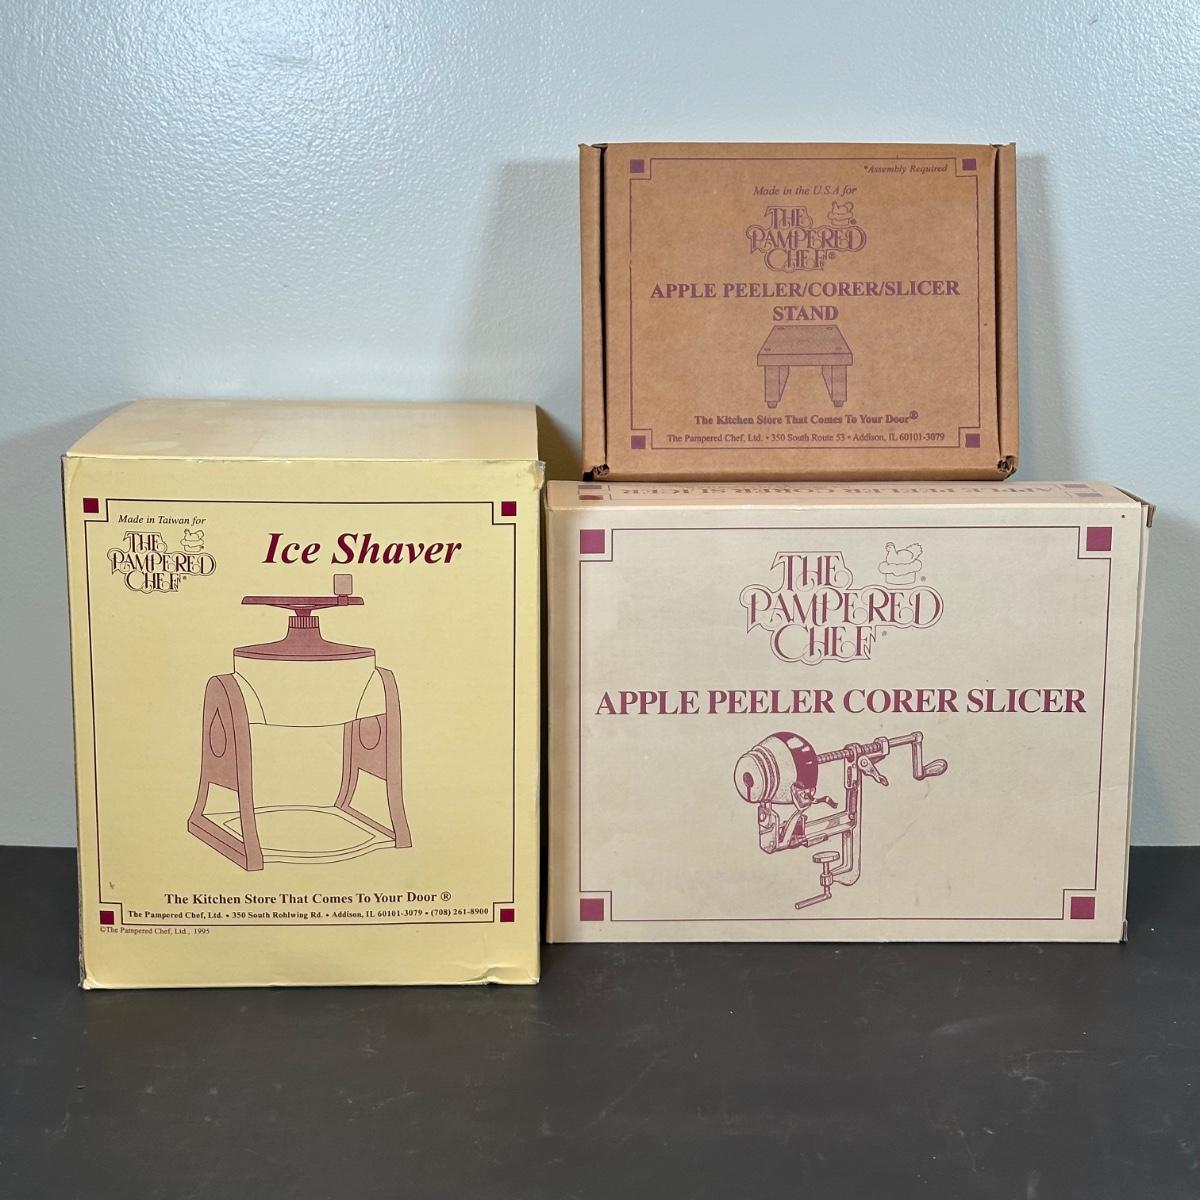 *Assembly Required
Made in the U.S.A for
THE
PAMPERED
CHEF®
APPLE PEELER/CORER/SLICER
STAND
The Kitchen Store That Comes To Your Door®
The Pampered Chef, Ltd. • 350 South Route 53 • Addison, IL 60101-3079
Made in Taiwan for
THE
PAMPERED
CHEF®
Ice Shaver
The Kitchen Store That Comes To Your Door ®
The Pampered Chef, Ltd. • 350 South Rohlwing Rd. • Addison, IL 60101-3079 • (708) 261-8900
©The Pampered Chef, Ltd., 1995
APPLE PEELER CORER SLICER
THE
PAMPERED
CHEF®
APPLE PEELER CORER SLICER